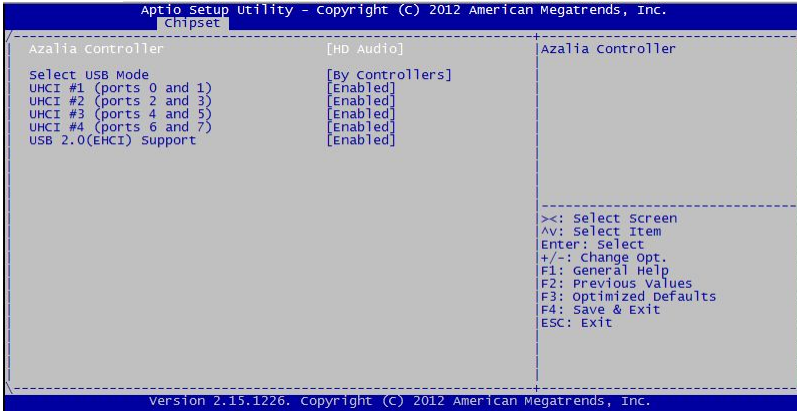 Aptio Setup Utility - Copyright (C) 2012 American Megatrends, Inc.
Chipset
Azalia Controller [HD Audio]
Select USB Mode [By Controllers]
UHCI #1 (ports 0 and 1) [Enabled]
UHCI #2 (ports 2 and 3) [Enabled]
UHCI #3 (ports 4 and 5) [Enabled]
UHCI #4 (ports 6 and 7) [Enabled]
USB 2.0(EHCI) Support [Enabled]
Azalia Controller
><: Select Screen
^v: Select Item
Enter: Select
+/-: Change Opt.
F1: General Help
F2: Previous Values
F3: Optimized Defaults
F4: Save & Exit
ESC: Exit
Version 2.15.1226. Copyright (C) 2012 American Megatrends, Inc.